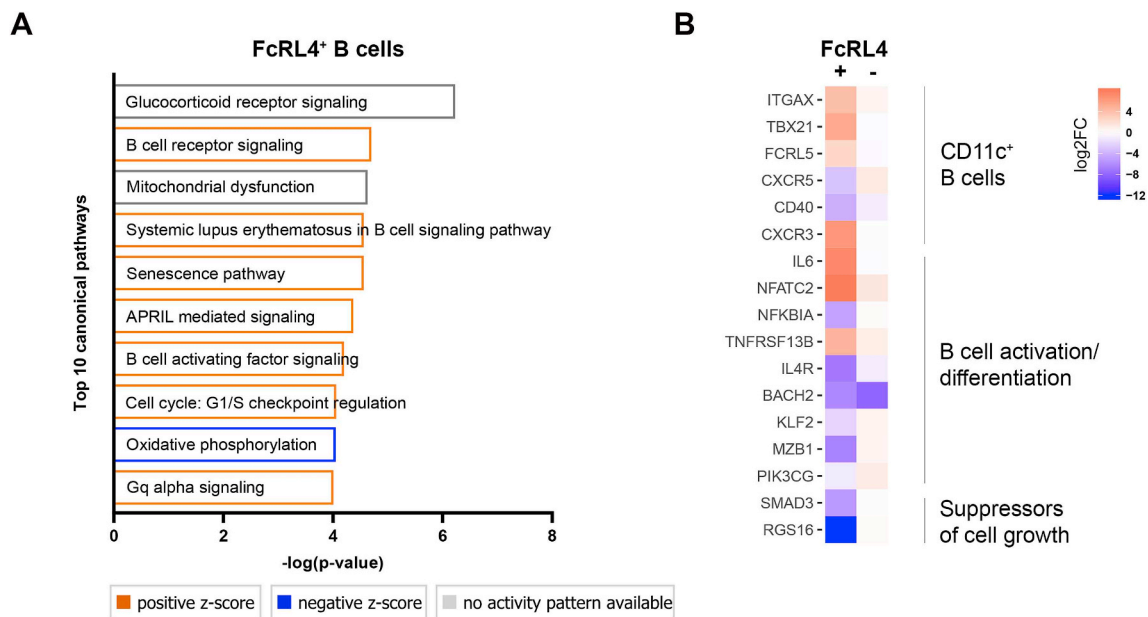 A
FcRL4⁺ B cells
Top 10 canonical pathways
Glucocorticoid receptor signaling
B cell receptor signaling
Mitochondrial dysfunction
Systemic lupus erythematosus in B cell signaling pathway
Senescence pathway
APRIL mediated signaling
B cell activating factor signaling
Cell cycle: G1/S checkpoint regulation
Oxidative phosphorylation
Gq alpha signaling
0 2 4 6 8
-log(p-value)
positive z-score
negative z-score
no activity pattern available
B
FcRL4
+ -
ITGAX
TBX21
FCRL5
CXCR5
CD40
CXCR3
IL6
NFATC2
NFKBIA
TNFRSF13B
IL4R
BACH2
KLF2
MZB1
PIK3CG
SMAD3
RGS16
CD11c⁺
B cells
B cell activation/
differentiation
Suppressors
of cell growth
log2FC
4
0
−4
−8
−12